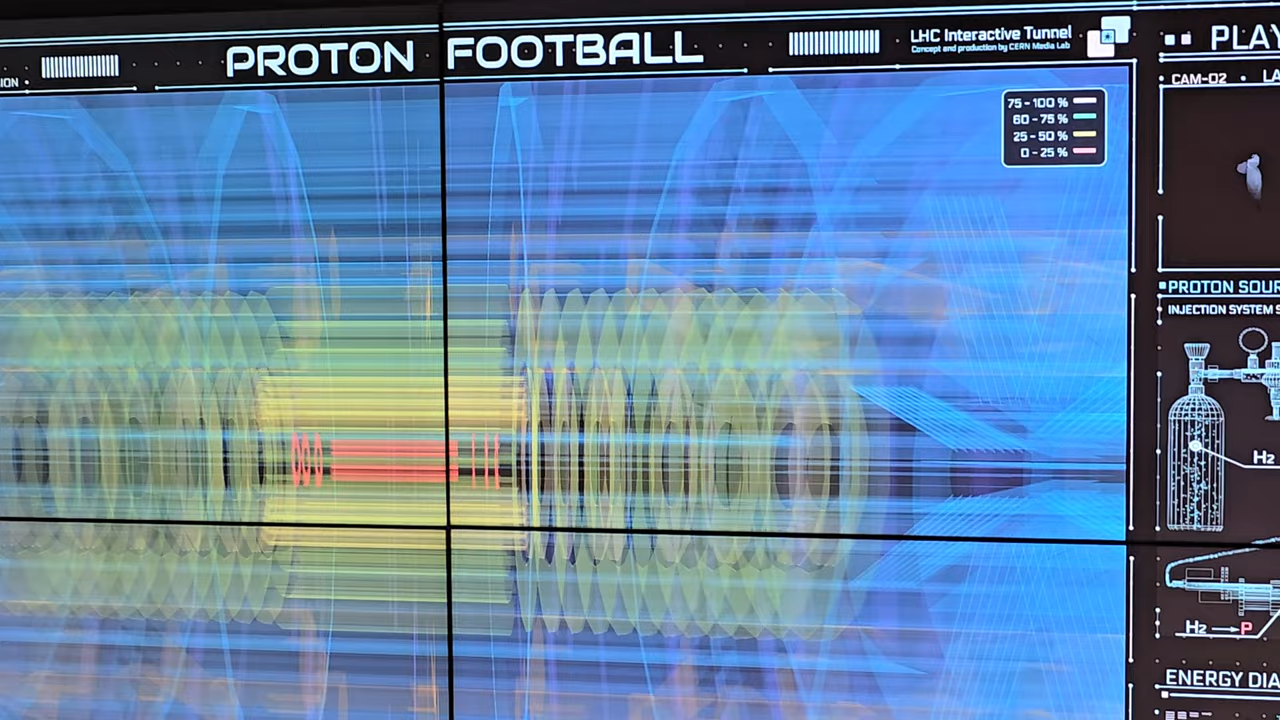 PROTON FOOTBALL
LHC Interactive Tunnel
Concept and production by CERN Media Lab
75 - 100 %
60 - 75 %
25 - 50 %
0 - 25 %
CAM-02
PROTON SOUR
INJECTION SYSTEM S
H2
H2 → P
ENERGY DIA